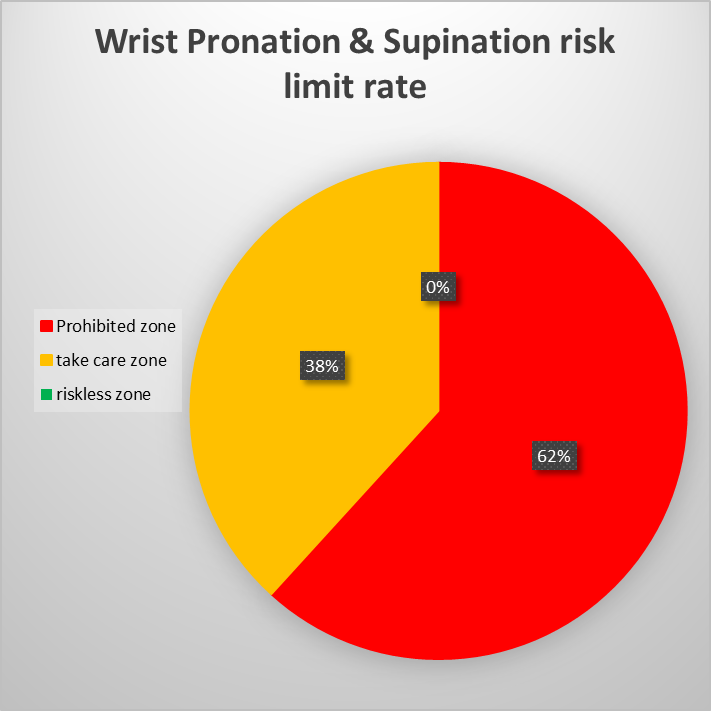 Wrist Pronation & Supination risk
limit rate
0%
Prohibited zone
take care zone
38%
riskless zone
62%